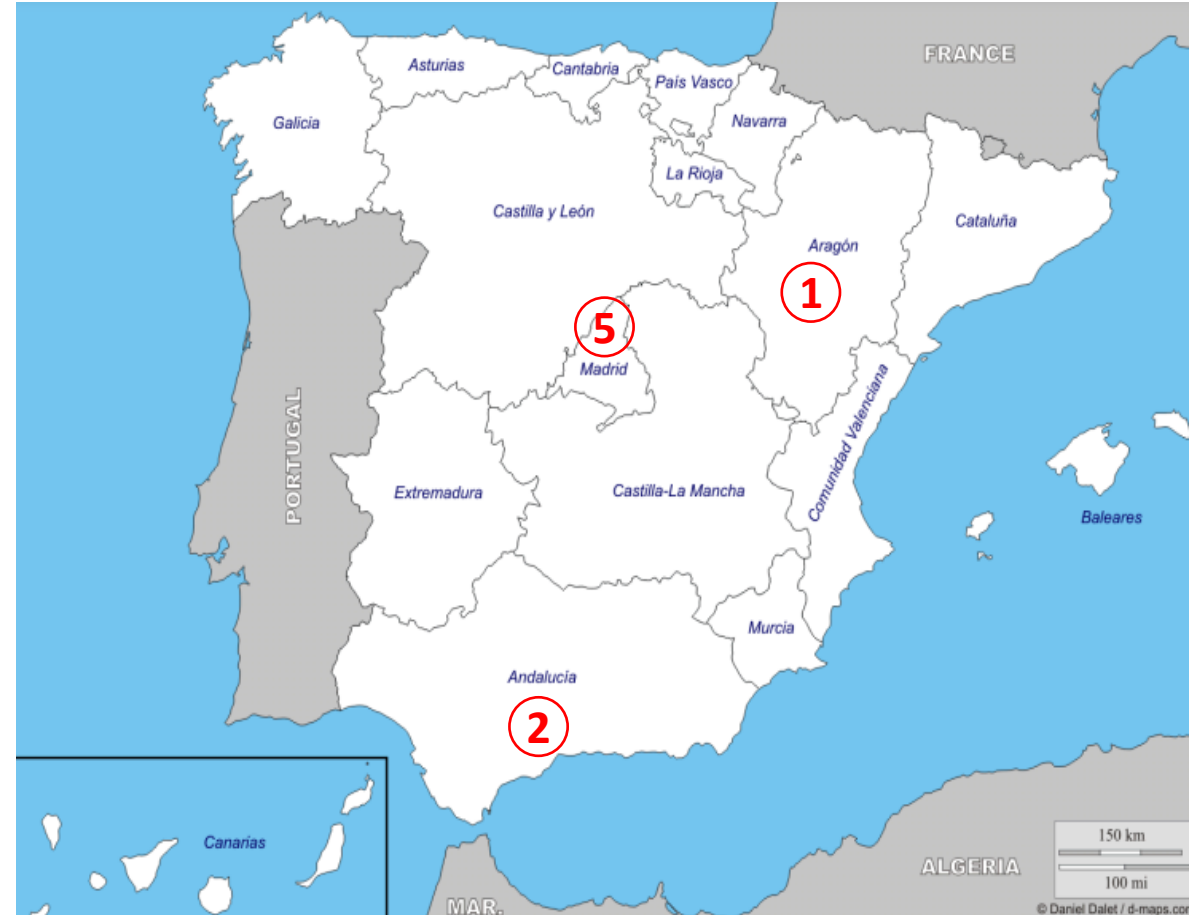 FRANCE
Asturias
Cantabria
País Vasco
Galicia
Navarra
La Rioja
Castilla y León
Cataluña
Aragón
1
5
Madrid
PORTUGAL
Comunidad Valenciana
Extremadura
Castilla-La Mancha
Baleares
Murcia
Andalucía
2
Canarias
150 km
ALGERIA
100 mi
MAR.
© Daniel Dalet / d-maps.com